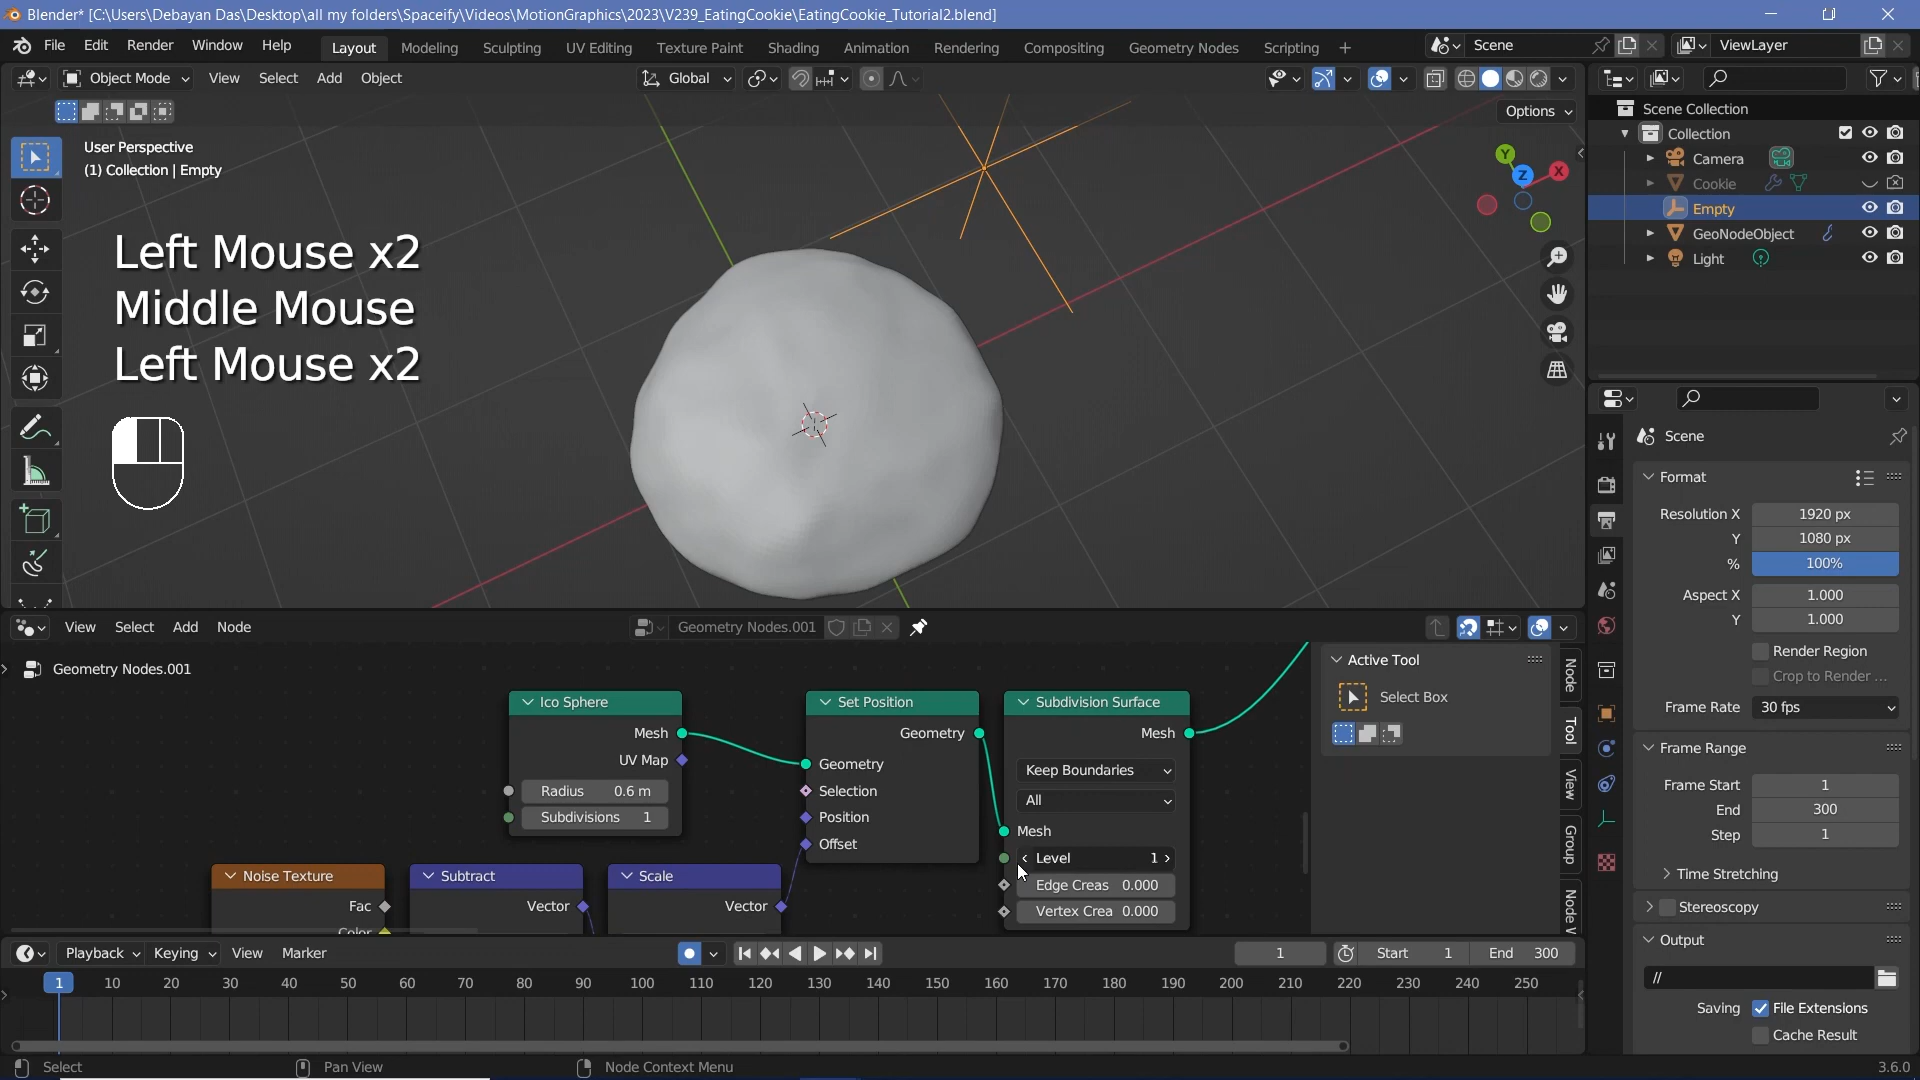 Blender* [C:\Users\Debayan Das\Desktop\all my folders\Spaceify\Videos\MotionGraphics\2023\V239_EatingCookie\EatingCookie_Tutorial2.blend]
File Edit Render Window Help Layout Modeling Sculpting UV Editing Texture Paint Shading Animation Rendering Compositing Geometry Nodes Scripting + Scene ViewLayer
Object Mode View Select Add Object Global
Options
User Perspective
(1) Collection | Empty
Left Mouse x2
Middle Mouse
Left Mouse x2
Y X Z
Scene Collection
Collection
Camera
Cookie
Empty
GeoNodeObject
Light
Scene
Format
Resolution X 1920 px
Y 1080 px
% 100%
Aspect X 1.000
Y 1.000
Render Region
Crop to Render ...
Frame Rate 30 fps
Frame Range
Frame Start 1
End 300
Step 1
Time Stretching
Stereoscopy
Output
//
Saving File Extensions
Cache Result
View Select Add Node Geometry Nodes.001
Geometry Nodes.001
Ico Sphere
Mesh
UV Map
Radius 0.6 m
Subdivisions 1
Set Position
Geometry
Geometry
Selection
Position
Offset
Subdivision Surface
Mesh
Keep Boundaries
All
Mesh
Level 1
Edge Creas 0.000
Vertex Crea 0.000
Noise Texture
Fac
Color
Subtract
Vector
Scale
Vector
Active Tool
Select Box
Node
Tool
View
Group
Node W
Playback Keying View Marker 1 Start 1 End 300
1 10 20 30 40 50 60 70 80 90 100 110 120 130 140 150 160 170 180 190 200 210 220 230 240 250
Select Pan View Node Context Menu 3.6.0